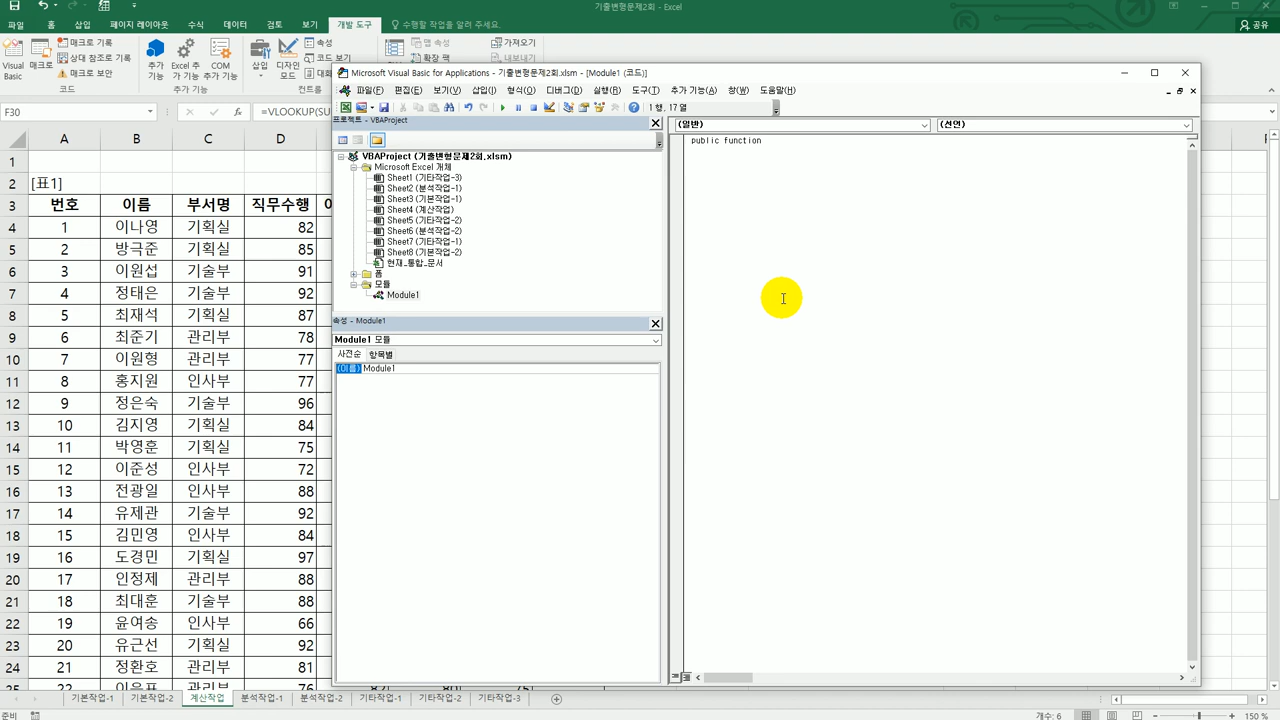 기출변형문제2회 - Excel
파일 홈 삽입 페이지 레이아웃 수식 데이터 검토 보기 개발 도구 수행할 작업을 알려 주세요. 공유
Visual Basic
매크로
매크로 기록
상대 참조로 기록
매크로 보안
코드
추가 기능
Excel 추가 기능
COM 추가 기능
추가 기능
삽입
디자인 모드
속성
코드 보기
컨트롤
맵 속성
확장 팩
가져오기
내보내기
F30
=VLOOKUP(SU
A B C D
1
2 [표1]
3 번호 이름 부서명 직무수행
4 1 이나영 기획실 82
5 2 방극준 기획실 85
6 3 이원섭 기술부 91
7 4 정태은 기술부 92
8 5 최재석 기획실 87
9 6 최준기 관리부 78
10 7 이원형 관리부 77
11 8 홍지원 인사부 77
12 9 정은숙 기술부 96
13 10 김지영 기획실 84
14 11 박영훈 기획실 75
15 12 이준성 인사부 72
16 13 전광일 인사부 88
17 14 유제관 기술부 92
18 15 김민영 인사부 84
19 16 도경민 기획실 97
20 17 인정제 관리부 88
21 18 최대훈 기술부 88
22 19 윤여송 인사부 66
23 20 유근선 기획실 92
24 21 정환호 관리부 81
Microsoft Visual Basic for Applications - 기출변형문제2회.xlsm - [Module1 (코드)]
파일(F) 편집(E) 보기(V) 삽입(I) 형식(O) 디버그(D) 실행(R) 도구(T) 추가 기능(A) 창(W) 도움말(H)
1 행, 17 열
프로젝트 - VBAProject
VBAProject (기출변형문제2회.xlsm)
Microsoft Excel 개체
Sheet1 (기타작업-3)
Sheet2 (분석작업-1)
Sheet3 (기본작업-1)
Sheet4 (계산작업)
Sheet5 (기타작업-2)
Sheet6 (분석작업-2)
Sheet7 (기타작업-1)
Sheet8 (기본작업-2)
현재_통합_문서
폼
모듈
Module1
속성 - Module1
Module1 모듈
사전순 항목별
(이름) Module1
(일반) (선언)
public function
기본작업-1 기본작업-2 계산작업 분석작업-1 분석작업-2 기타작업-1 기타작업-2 기타작업-3
준비 개수: 6 150 %